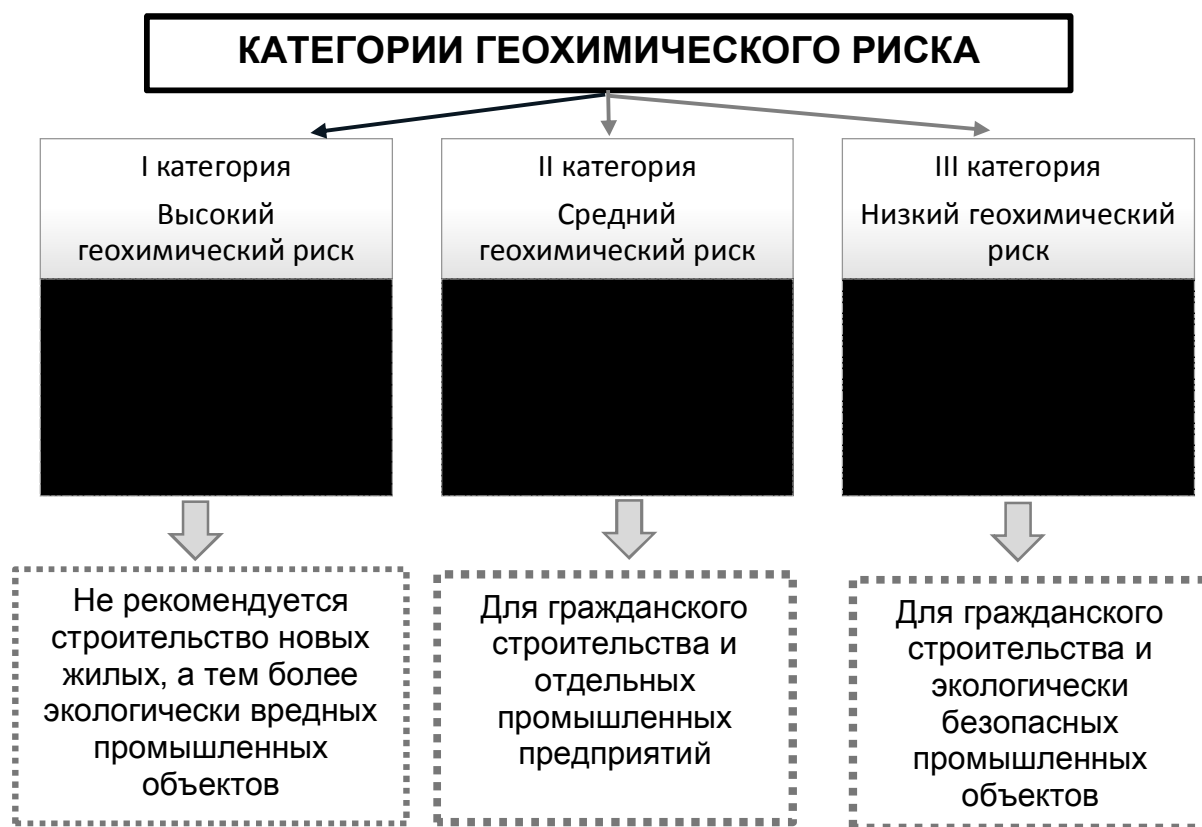 КАТЕГОРИИ ГЕОХИМИЧЕСКОГО РИСКА
I категория
Высокий
геохимический риск
II категория
Средний
геохимический риск
III категория
Низкий геохимический
риск
Не рекомендуется
строительство новых
жилых, а тем более
экологически вредных
промышленных
объектов
Для гражданского
строительства и
отдельных
промышленных
предприятий
Для гражданского
строительства и
экологически
безопасных
промышленных
объектов